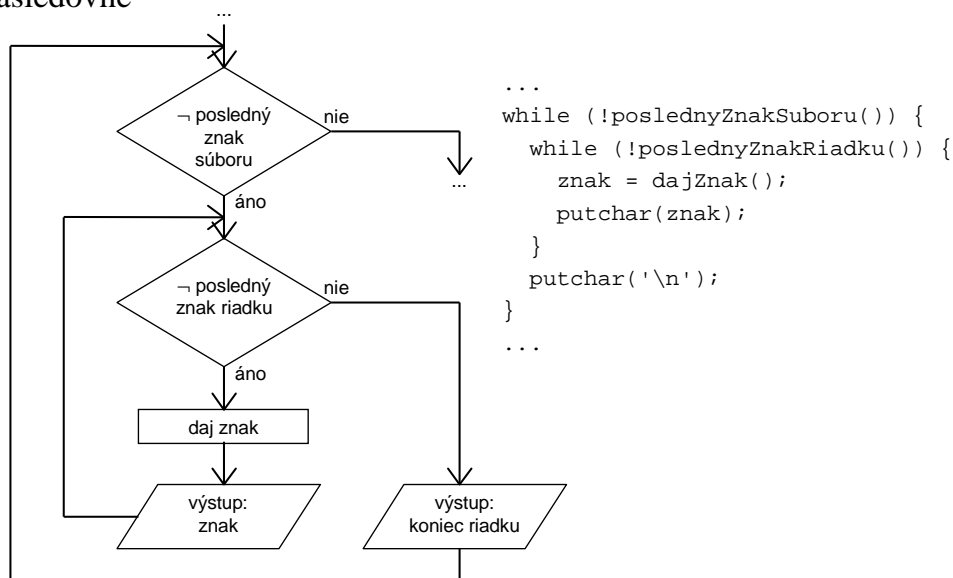 ...
¬ posledný
znak
súboru
nie
...
áno
¬ posledný
znak riadku
nie
áno
daj znak
výstup:
znak
výstup:
koniec riadku
...
while (!poslednyZnakSuboru()) {
while (!poslednyZnakRiadku()) {
znak = dajZnak();
putchar(znak);
}
putchar('\n');
}
...